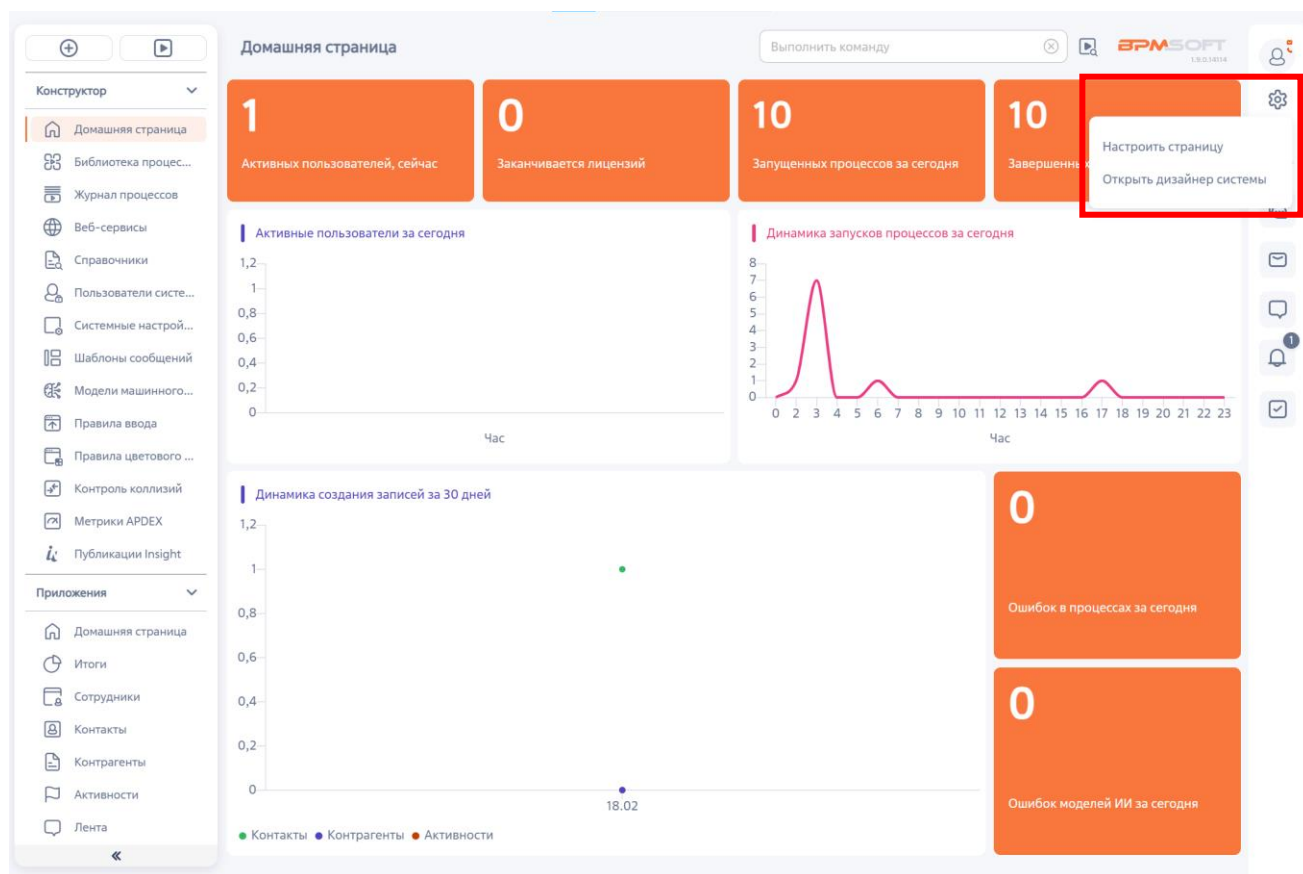 Домашняя страница
Выполнить команду
BPMSOFT
1.9.0.14114
Конструктор
Домашняя страница
Библиотека процес...
Журнал процессов
Веб-сервисы
Справочники
Пользователи систе...
Системные настрой...
Шаблоны сообщений
Модели машинного...
Правила ввода
Правила цветового ...
Контроль коллизий
Метрики APDEX
Публикации Insight
Приложения
Домашняя страница
Итоги
Сотрудники
Контакты
Контрагенты
Активности
Лента
1
Активных пользователей, сейчас
0
Заканчивается лицензий
10
Запущенных процессов за сегодня
10
Завершенных
Настроить страницу
Открыть дизайнер системы
1
Активные пользователи за сегодня
1,2
1
0,8
0,6
0,4
0,2
0
Час
Динамика запусков процессов за сегодня
8
7
6
5
4
3
2
1
0
0 2 3 4 5 6 7 8 9 10 11 12 13 14 15 16 17 18 19 20 21 22 23
Час
Динамика создания записей за 30 дней
1,2
1
0,8
0,6
0,4
0,2
0
18.02
Контакты Контрагенты Активности
0
Ошибок в процессах за сегодня
0
Ошибок моделей ИИ за сегодня